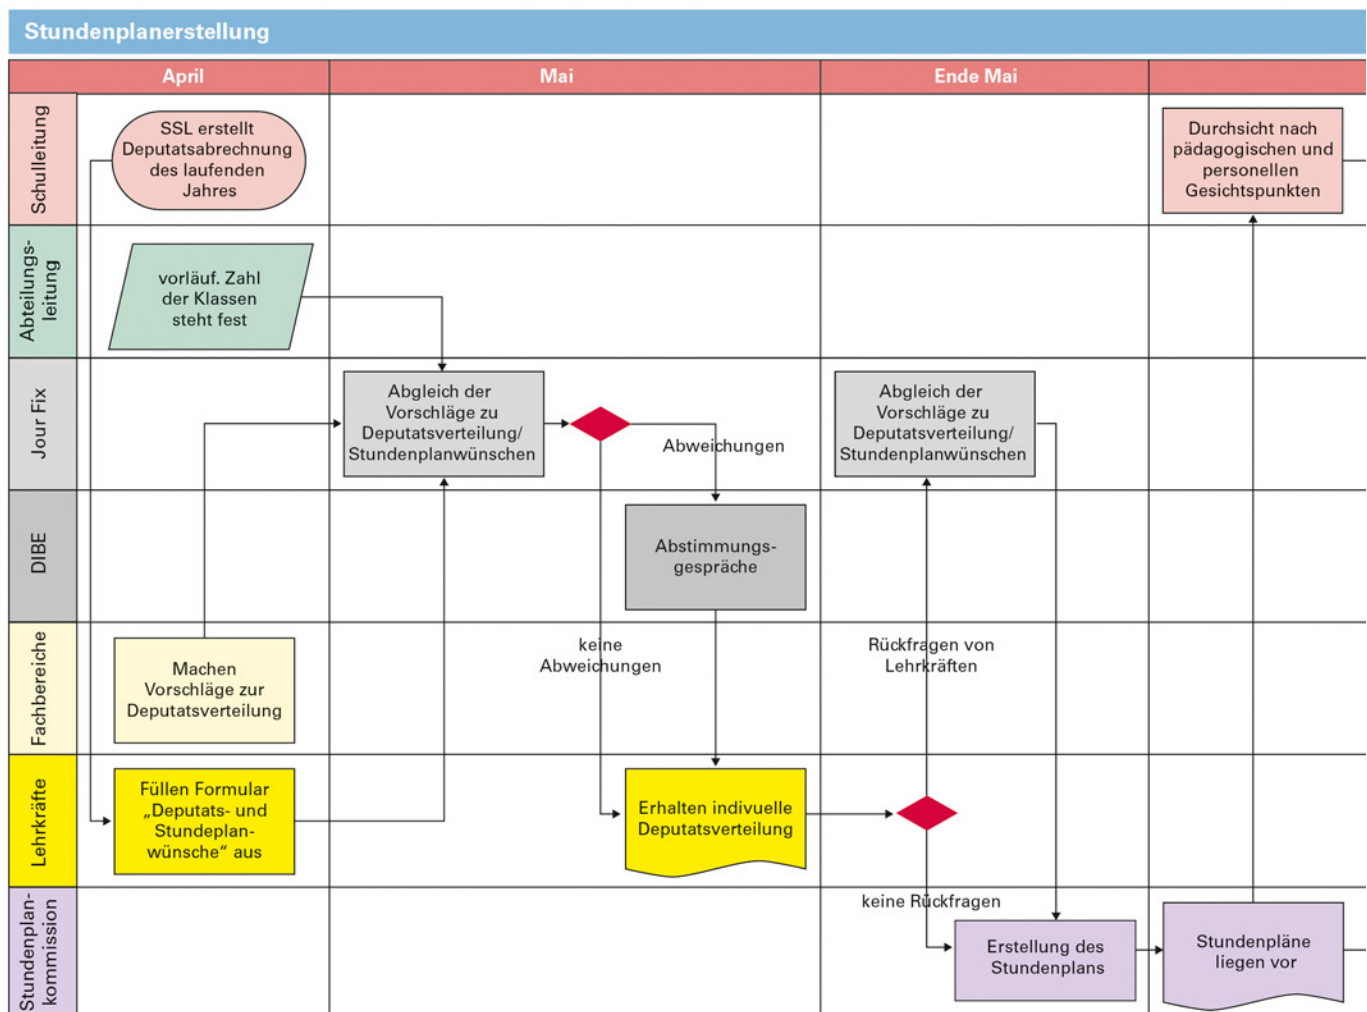 Stundenplanerstellung
April
Mai
Ende Mai
Schulleitung
SSL erstellt
Deputatsabrechnung
des laufenden
Jahres
Durchsicht nach
pädagogischen und
personellen
Gesichtspunkten
Abteilungs-
leitung
vorläuf. Zahl
der Klassen
steht fest
Jour Fix
Abgleich der
Vorschläge zu
Deputatsverteilung/
Stundenplanwünschen
Abweichungen
Abgleich der
Vorschläge zu
Deputatsverteilung/
Stundenplanwünschen
DIBE
Abstimmungs-
gespräche
Fachbereiche
Machen
Vorschläge zur
Deputatsverteilung
keine
Abweichungen
Rückfragen von
Lehrkräften
Lehrkräfte
Füllen Formular
„Deputats- und
Stundeplan-
wünsche“ aus
Erhalten indivuelle
Deputatsverteilung
Stundenplan-
kommission
keine Rückfragen
Erstellung des
Stundenplans
Stundenpläne
liegen vor